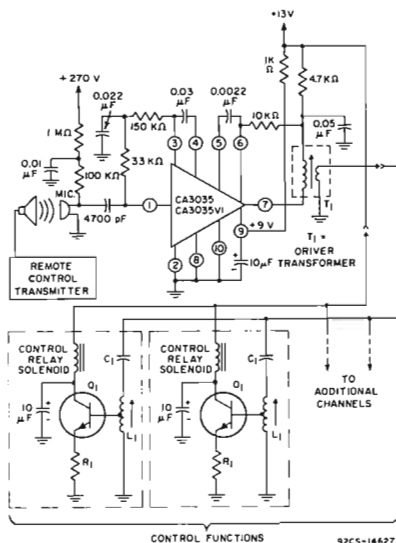 +13V
1K
Ω
4.7KΩ
+270 V
0.022
μF
0.03
μF
0.0022
μF
150 KΩ
10KΩ
0.05
μF
1 MΩ
33 KΩ
0.01
μF
100 KΩ
3
4
5
6
MIC.
1
CA3035
CA3035VI
7
4700 pF
9
+9 V
T1
T1 =
DRIVER
TRANSFORMER
2
8
10
10μF
REMOTE
CONTROL
TRANSMITTER
CONTROL
RELAY
SOLENOID
C1
CONTROL
RELAY
SOLENOID
C1
TO
ADDITIONAL
CHANNELS
Q1
Q1
10
μF
L1
10
μF
L1
R1
R1
CONTROL FUNCTIONS
92CS-14627